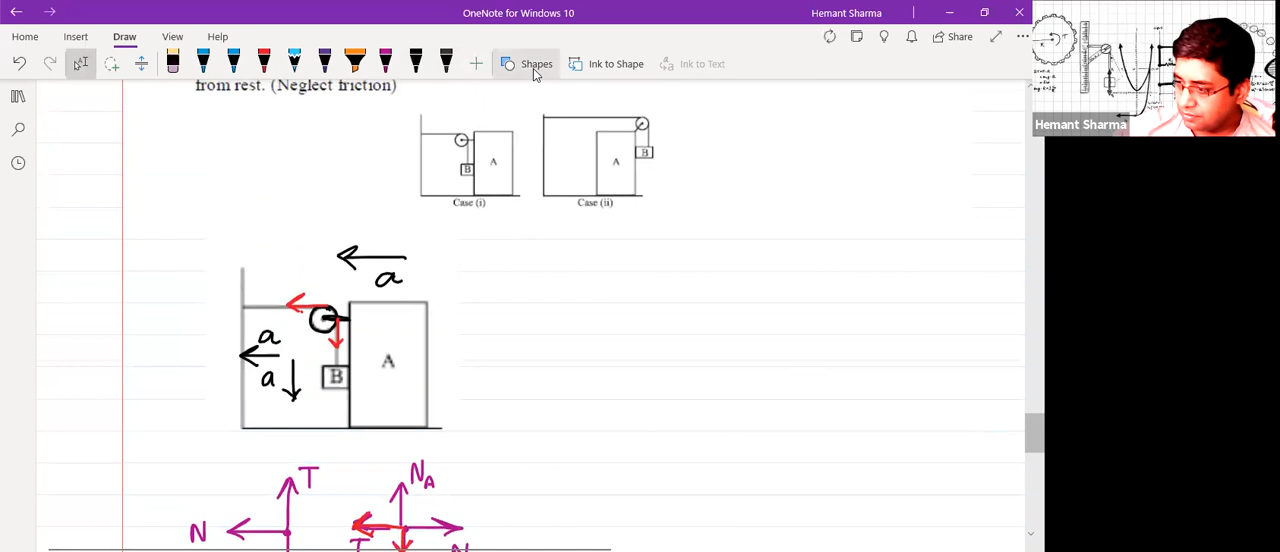 OneNote for Windows 10
Hemant Sharma
Home Insert Draw View Help
Share
Shapes
Ink to Shape
Ink to Text
Hemant Sharma
from rest. (Neglect friction)
B A
Case (i)
A B
Case (ii)
a
a
a
B A
T
N_A
N
T
N